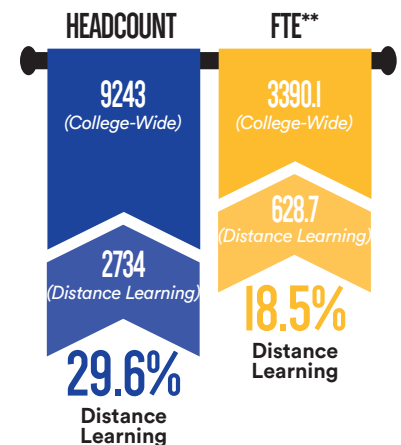 HEADCOUNT
9243
(College-Wide)
2734
(Distance Learning)
29.6%
Distance
Learning
FTE**
3390.1
(College-Wide)
628.7
(Distance Learning)
18.5%
Distance
Learning